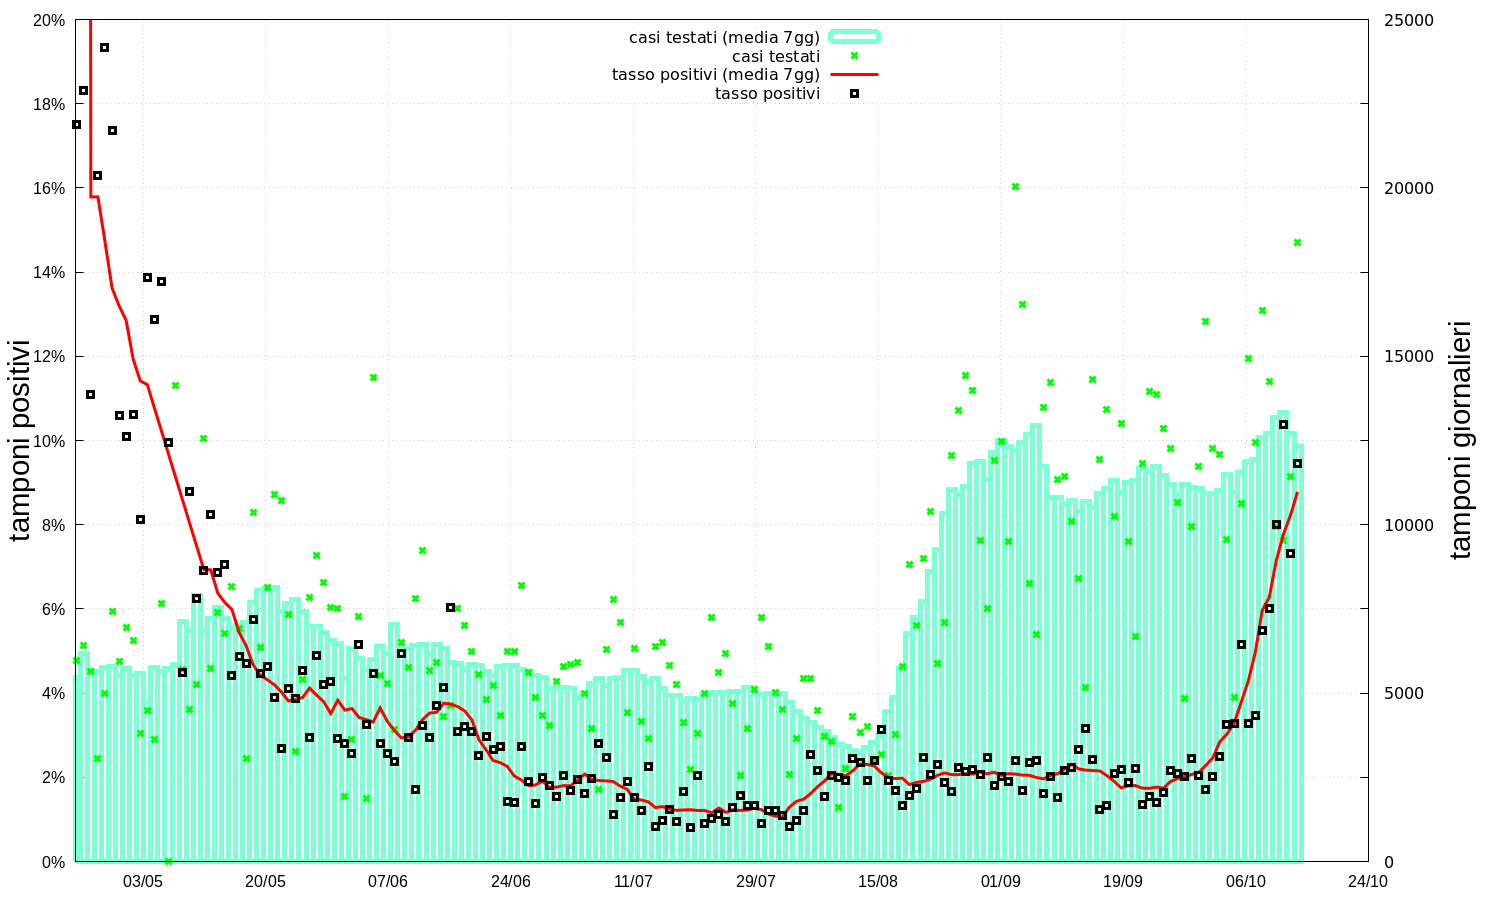 casi testati (media 7gg)
casi testati
tasso positivi (media 7gg)
tasso positivi
tamponi positivi
20%
18%
16%
14%
12%
10%
8%
6%
4%
2%
0%
25000
20000
15000
10000
5000
0
tamponi giornalieri
03/05 20/05 07/06 24/06 11/07 29/07 15/08 01/09 19/09 06/10 24/10